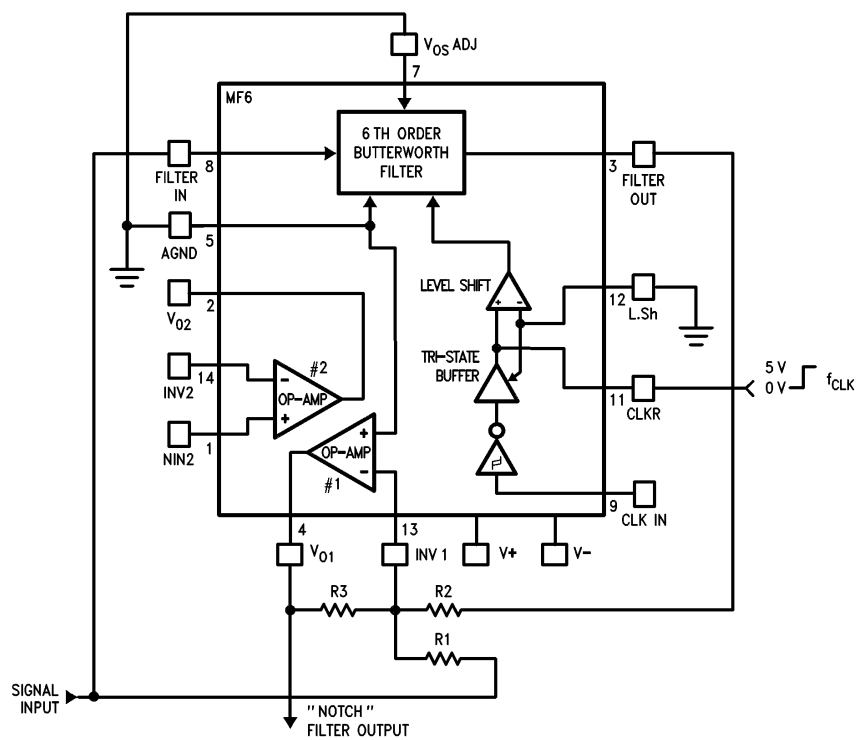 V_OS ADJ
7
MF6
6 TH ORDER
BUTTERWORTH
FILTER
8
FILTER
IN
3
FILTER
OUT
5
AGND
LEVEL SHIFT
+ -
12
L.Sh
2
V_O2
TRI-STATE
BUFFER
5 V
0 V
f_CLK
#2
14
INV2
-
OP-AMP
+
11
CLKR
1
NIN2
+
OP-AMP
-
#1
9
CLK IN
4
13
V_O1
INV 1
V+
V-
R3
R2
R1
SIGNAL
INPUT
"NOTCH"
FILTER OUTPUT